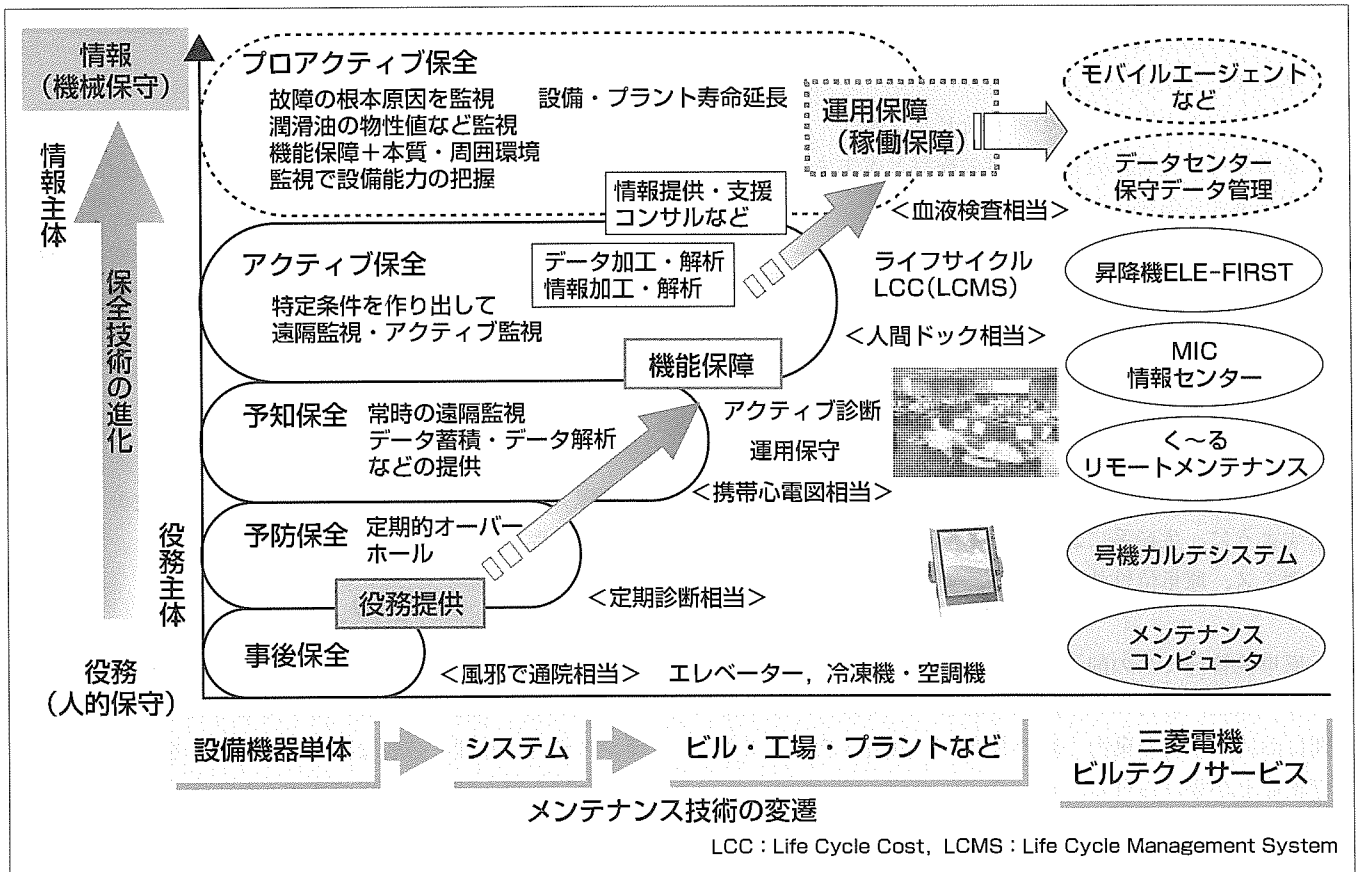 情報
(機械保守)
情報主体
保全技術の進化
役務主体
役務
(人的保守)
プロアクティブ保全
故障の根本原因を監視
潤滑油の物性値など監視
機能保障+本質・周囲環境
監視で設備能力の把握
設備・プラント寿命延長
運用保障
(稼働保障)
情報提供・支援
コンサルなど
<血液検査相当>
アクティブ保全
特定条件を作り出して
遠隔監視・アクティブ監視
データ加工・解析
情報加工・解析
ライフサイクル
LCC(LCMS)
<人間ドック相当>
機能保障
予知保全
常時の遠隔監視
データ蓄積・データ解析
などの提供
アクティブ診断
運用保守
<携帯心電図相当>
予防保全
定期的オーバー
ホール
役務提供
<定期診断相当>
事後保全
<風邪で通院相当>
エレベーター,冷凍機・空調機
モバイルエージェント
など
データセンター
保守データ管理
昇降機ELE-FIRST
MIC
情報センター
く~る
リモートメンテナンス
号機カルテシステム
メンテナンス
コンピュータ
設備機器単体
システム
ビル・工場・プラントなど
三菱電機
ビルテクノサービス
メンテナンス技術の変遷
LCC:Life Cycle Cost, LCMS:Life Cycle Management System